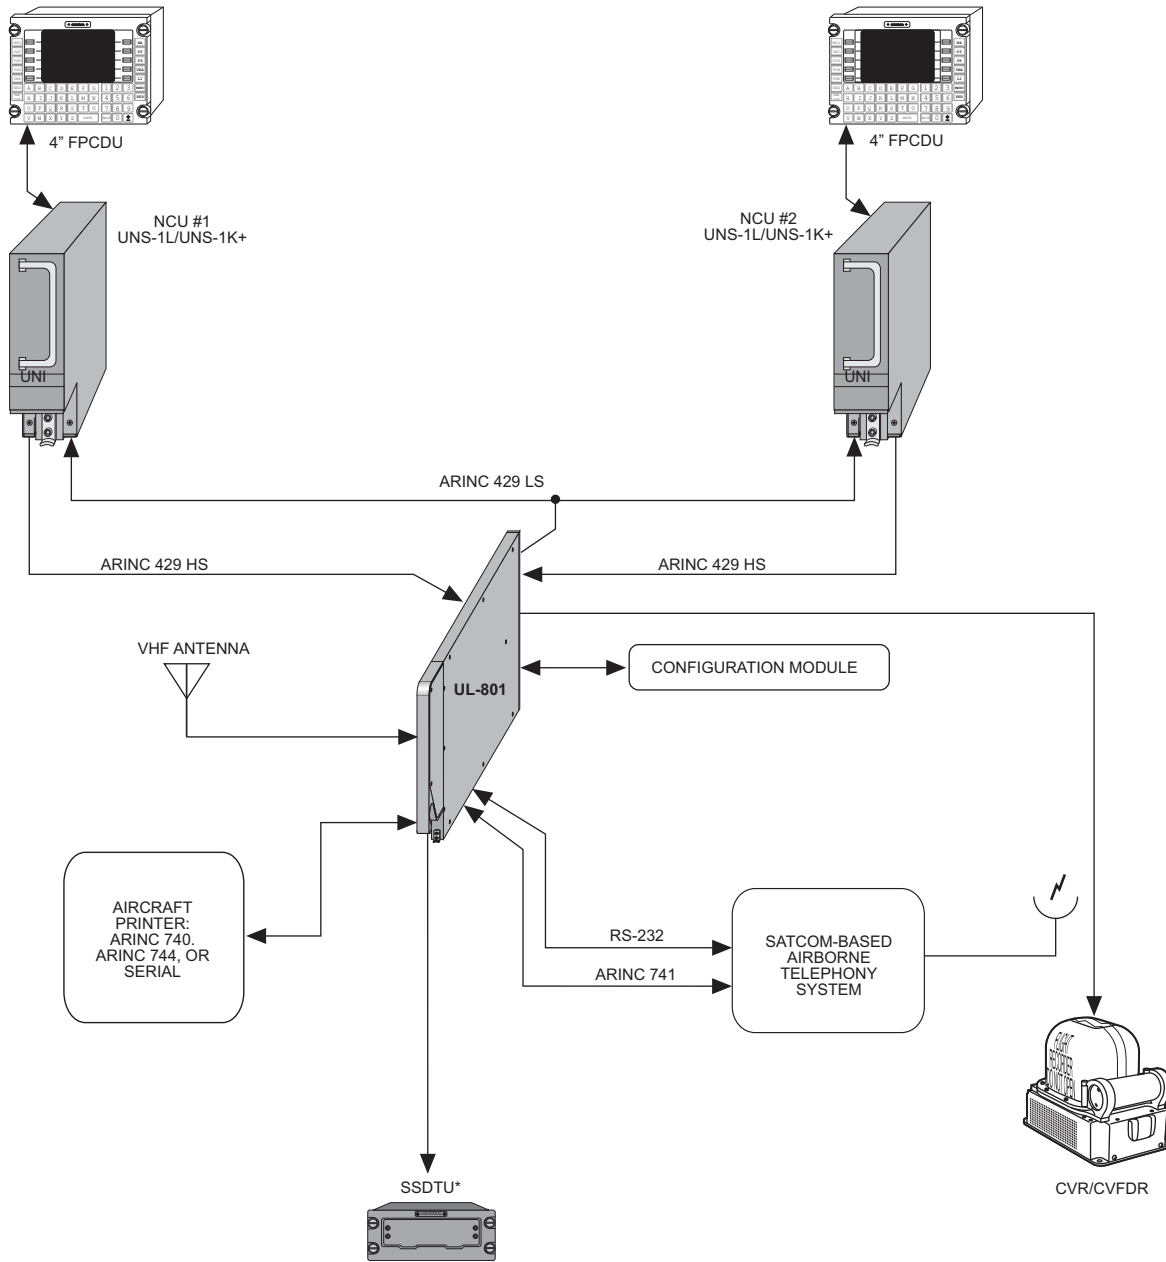 4” FPCDU
4” FPCDU
NCU #1
UNS-1L/UNS-1K+
NCU #2
UNS-1L/UNS-1K+
UNI
UNI
ARINC 429 LS
ARINC 429 HS
ARINC 429 HS
VHF ANTENNA
UL-801
CONFIGURATION MODULE
AIRCRAFT
PRINTER:
ARINC 740.
ARINC 744, OR
SERIAL
RS-232
ARINC 741
SATCOM-BASED
AIRBORNE
TELEPHONY
SYSTEM
SSDTU*
CVR/CVFDR